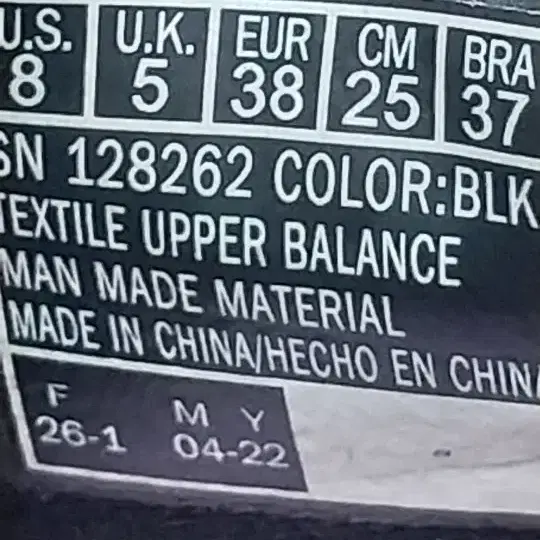 U.S. U.K. EUR CM BRA
8 5 38 25 37
SN 128262 COLOR:BLK
TEXTILE UPPER BALANCE
MAN MADE MATERIAL
MADE IN CHINA/HECHO EN CHINA
F M Y
26-1 04-22